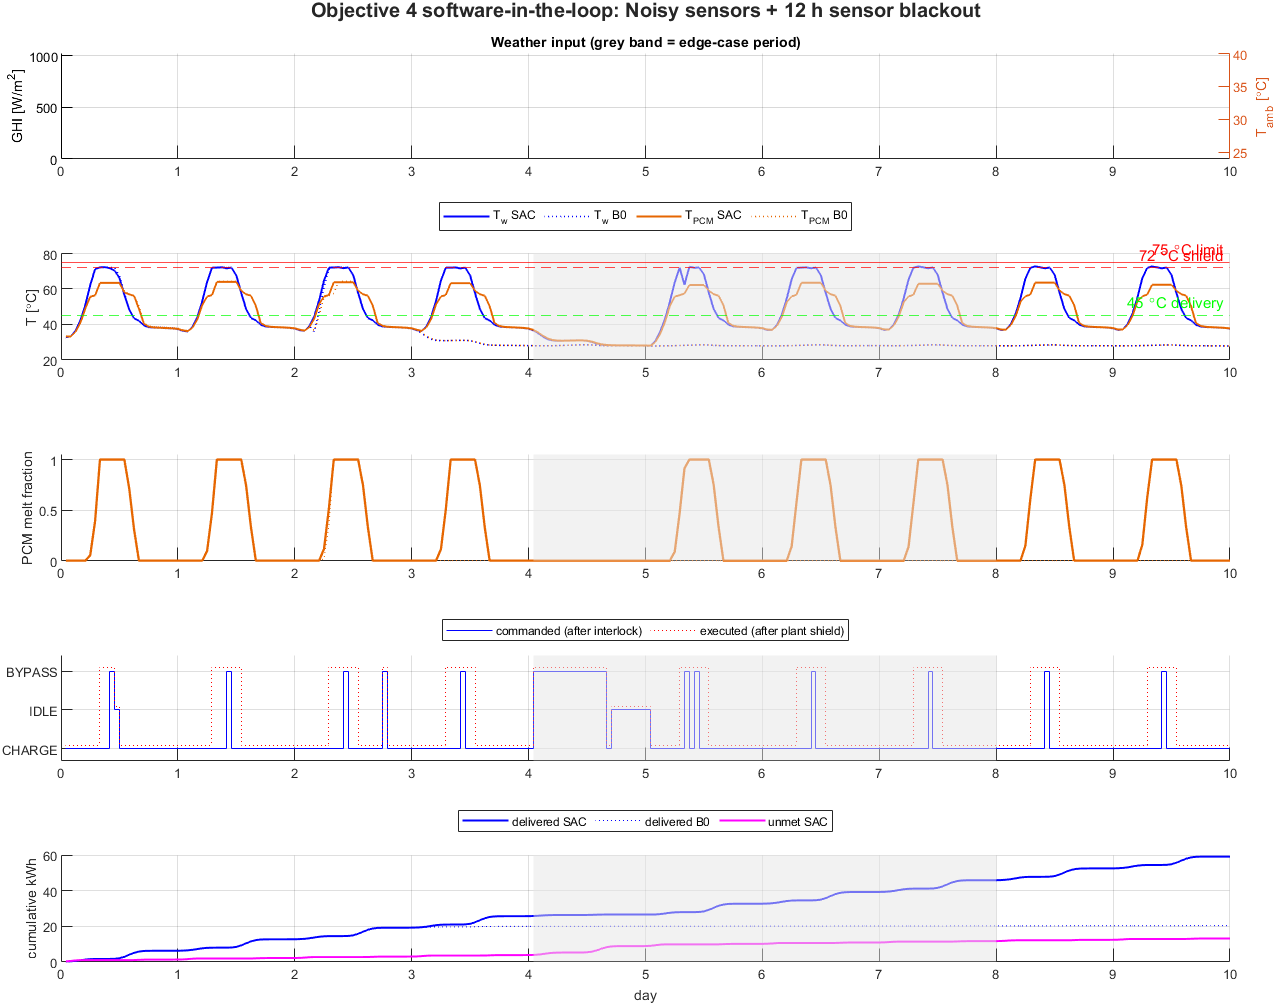 Objective 4 software-in-the-loop: Noisy sensors + 12 h sensor blackout
Weather input (grey band = edge-case period)
GHI [W/m²]
1000
500
0
40
35
30
25
T_amb [°C]
0 1 2 3 4 5 6 7 8 9 10
T_w SAC T_w B0 T_PCM SAC T_PCM B0
T [°C]
80
60
40
20
75 °C limit
72 °C shield
45 °C delivery
0 1 2 3 4 5 6 7 8 9 10
PCM melt fraction
1
0.5
0
0 1 2 3 4 5 6 7 8 9 10
commanded (after interlock) executed (after plant shield)
BYPASS
IDLE
CHARGE
0 1 2 3 4 5 6 7 8 9 10
delivered SAC delivered B0 unmet SAC
cumulative kWh
60
40
20
0
0 1 2 3 4 5 6 7 8 9 10
day